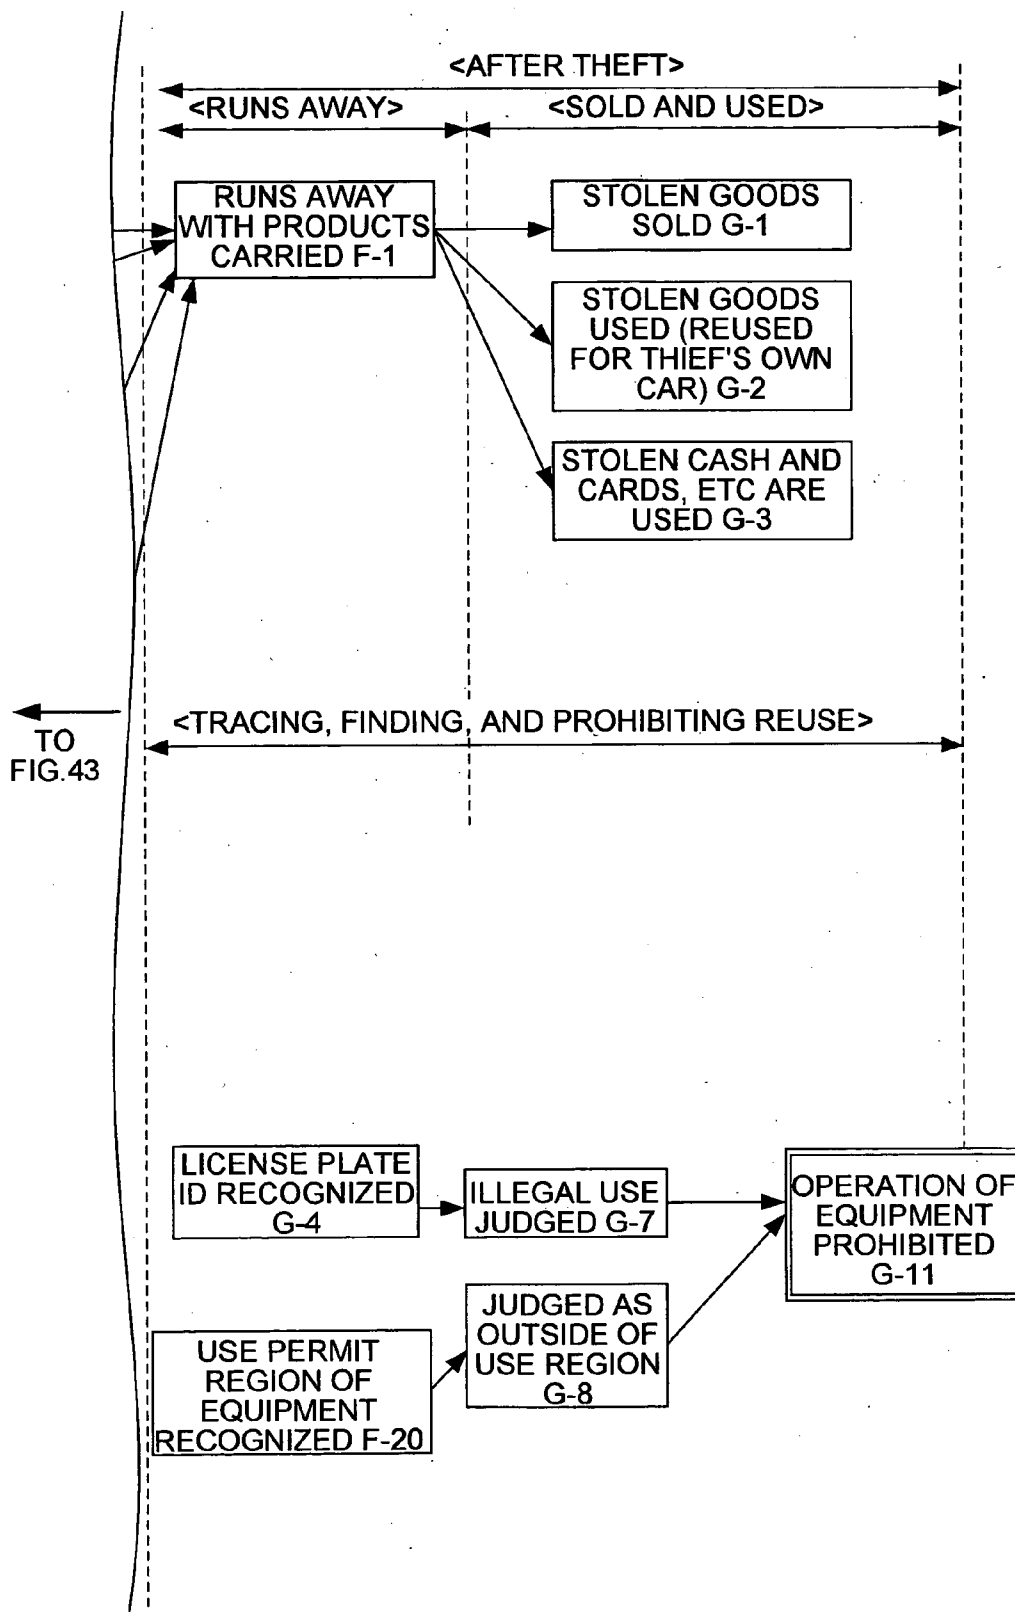 <AFTER THEFT>
<RUNS AWAY>
<SOLD AND USED>
RUNS AWAY
WITH PRODUCTS
CARRIED F-1
STOLEN GOODS
SOLD G-1
STOLEN GOODS
USED (REUSED
FOR THIEF'S OWN
CAR) G-2
STOLEN CASH AND
CARDS, ETC ARE
USED G-3
TO
FIG.43
<TRACING, FINDING, AND PROHIBITING REUSE>
LICENSE PLATE
ID RECOGNIZED
G-4
ILLEGAL USE
JUDGED G-7
OPERATION OF
EQUIPMENT
PROHIBITED
G-11
USE PERMIT
REGION OF
EQUIPMENT
RECOGNIZED F-20
JUDGED AS
OUTSIDE OF
USE REGION
G-8